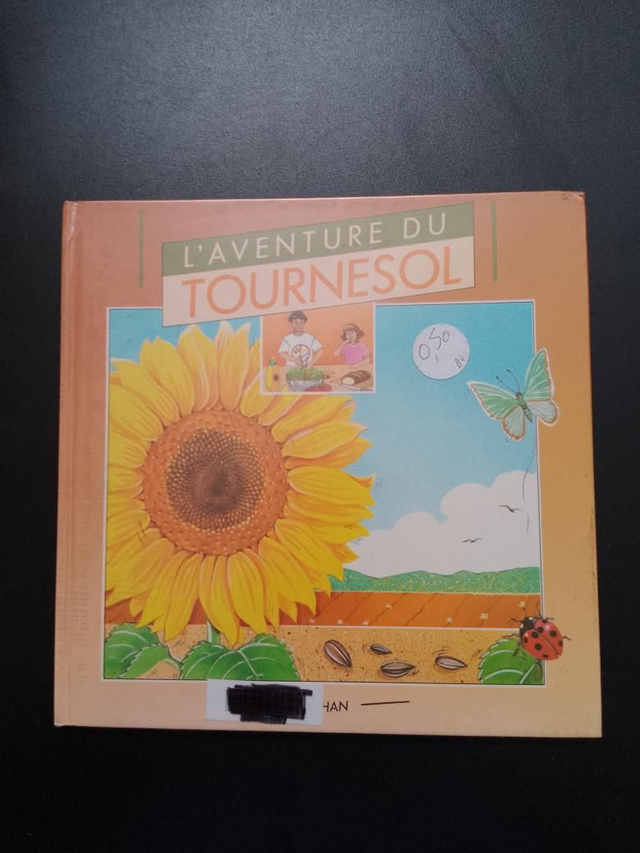 L'AVENTURE DU
TOURNESOL
0,50
HAN